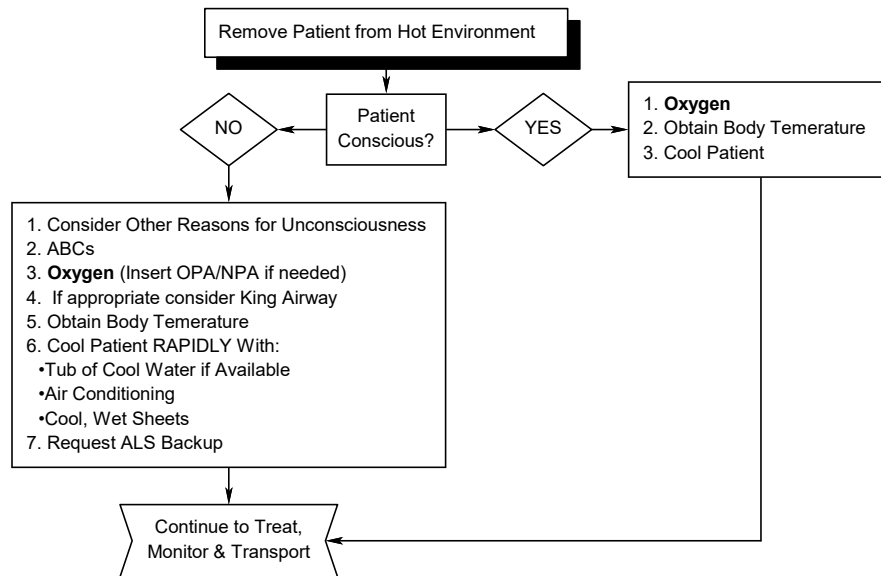 Remove Patient from Hot Environment
Patient
Conscious?
NO
YES
1. Oxygen
2. Obtain Body Temerature
3. Cool Patient
1. Consider Other Reasons for Unconsciousness
2. ABCs
3. Oxygen (Insert OPA/NPA if needed)
4. If appropriate consider King Airway
5. Obtain Body Temerature
6. Cool Patient RAPIDLY With:
•Tub of Cool Water if Available
•Air Conditioning
•Cool, Wet Sheets
7. Request ALS Backup
Continue to Treat,
Monitor & Transport